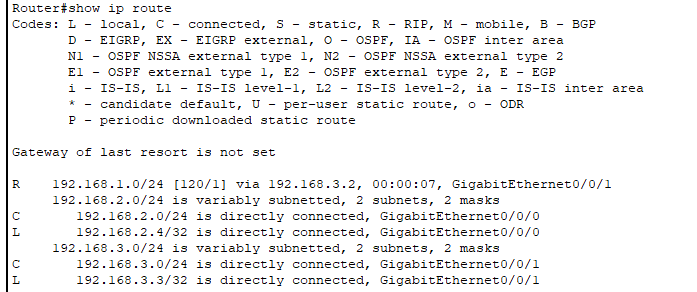 Router#show ip route
Codes: L - local, C - connected, S - static, R - RIP, M - mobile, B - BGP
D - EIGRP, EX - EIGRP external, O - OSPF, IA - OSPF inter area
N1 - OSPF NSSA external type 1, N2 - OSPF NSSA external type 2
E1 - OSPF external type 1, E2 - OSPF external type 2, E - EGP
i - IS-IS, L1 - IS-IS level-1, L2 - IS-IS level-2, ia - IS-IS inter area
* - candidate default, U - per-user static route, o - ODR
P - periodic downloaded static route
Gateway of last resort is not set
R 192.168.1.0/24 [120/1] via 192.168.3.2, 00:00:07, GigabitEthernet0/0/1
192.168.2.0/24 is variably subnetted, 2 subnets, 2 masks
C 192.168.2.0/24 is directly connected, GigabitEthernet0/0/0
L 192.168.2.4/32 is directly connected, GigabitEthernet0/0/0
192.168.3.0/24 is variably subnetted, 2 subnets, 2 masks
C 192.168.3.0/24 is directly connected, GigabitEthernet0/0/1
L 192.168.3.3/32 is directly connected, GigabitEthernet0/0/1